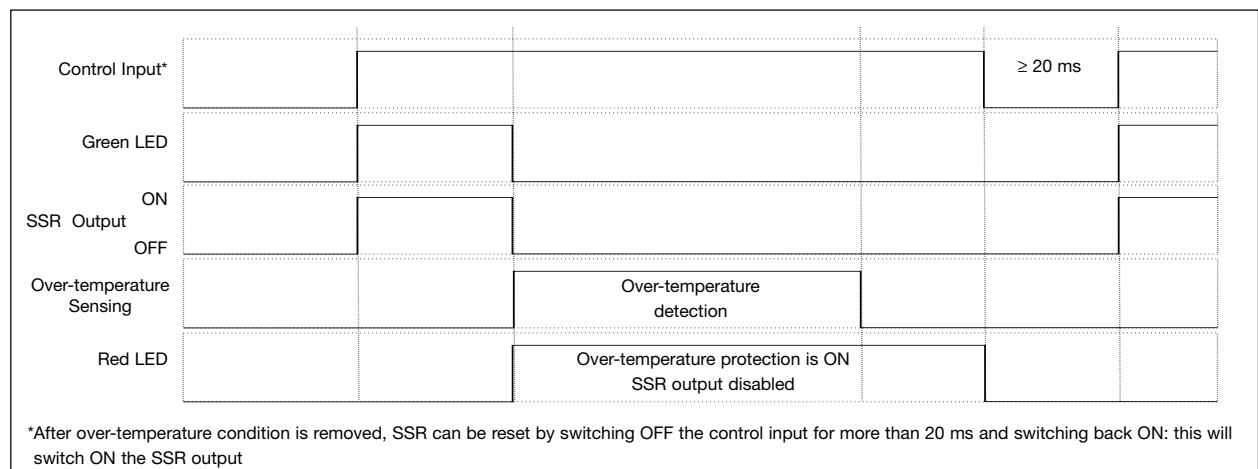 Control Input*
≥ 20 ms
Green LED
ON
SSR Output
OFF
Over-temperature
Sensing
Over-temperature
detection
Red LED
Over-temperature protection is ON
SSR output disabled
*After over-temperature condition is removed, SSR can be reset by switching OFF the control input for more than 20 ms and switching back ON: this will
switch ON the SSR output